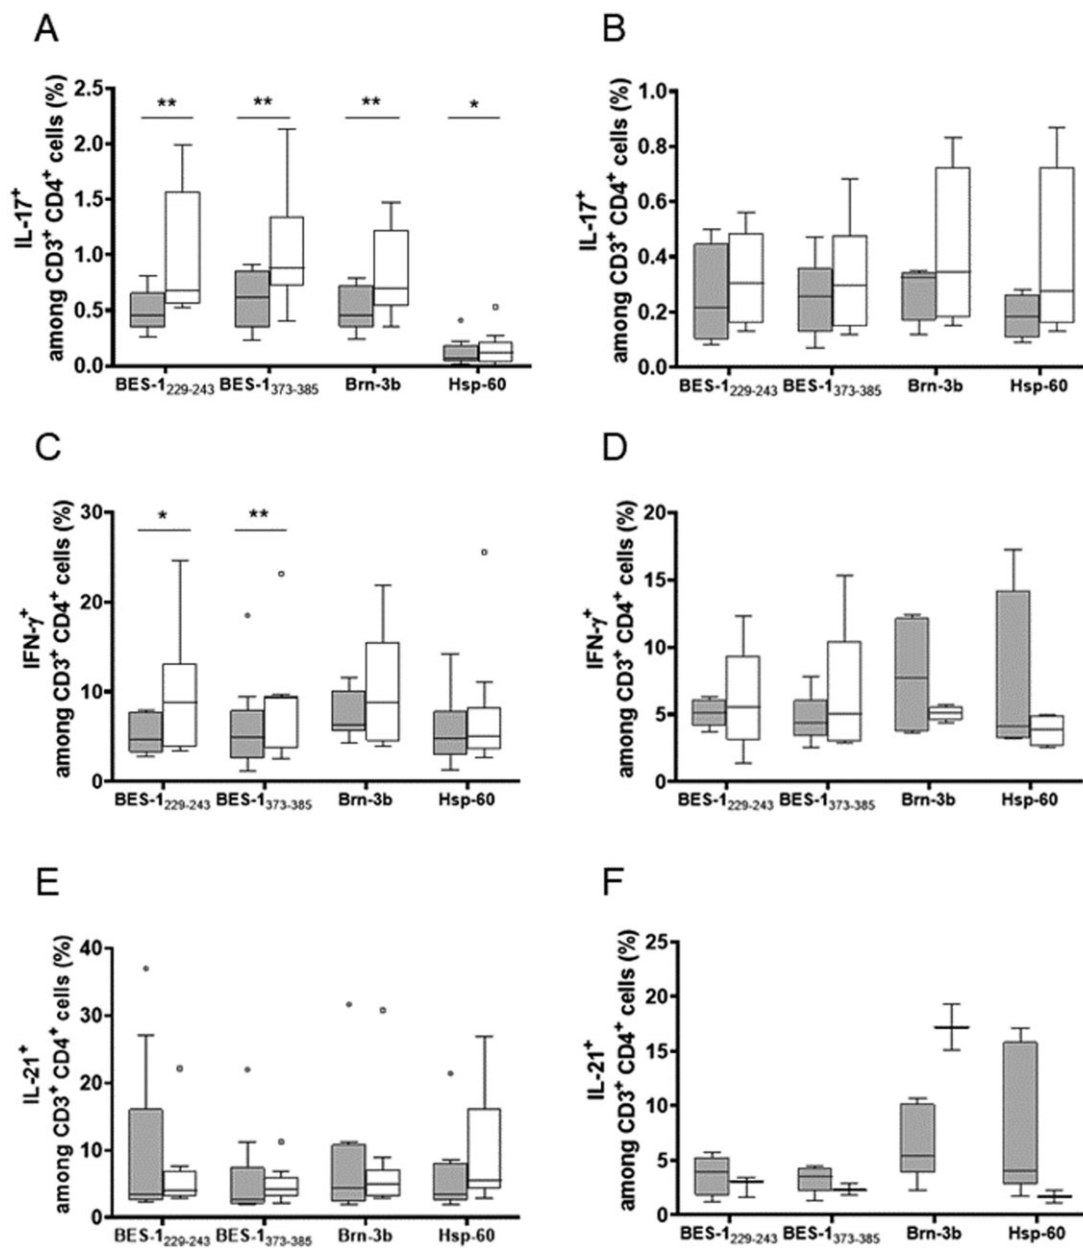 A
IL-17⁺
among CD3⁺ CD4⁺ cells (%)
2.5
2.0
1.5
1.0
0.5
0.0
** ** ** *
BES-1₂₂₉₋₂₄₃ BES-1₃₇₃₋₃₈₅ Brn-3b Hsp-60
B
IL-17⁺
among CD3⁺ CD4⁺ cells (%)
1.0
0.8
0.6
0.4
0.2
0.0
BES-1₂₂₉₋₂₄₃ BES-1₃₇₃₋₃₈₅ Brn-3b Hsp-60
C
IFN-γ⁺
among CD3⁺ CD4⁺ cells (%)
30
20
10
0
* **
BES-1₂₂₉₋₂₄₃ BES-1₃₇₃₋₃₈₅ Brn-3b Hsp-60
D
IFN-γ⁺
among CD3⁺ CD4⁺ cells (%)
20
15
10
5
0
BES-1₂₂₉₋₂₄₃ BES-1₃₇₃₋₃₈₅ Brn-3b Hsp-60
E
IL-21⁺
among CD3⁺ CD4⁺ cells (%)
40
30
20
10
0
BES-1₂₂₉₋₂₄₃ BES-1₃₇₃₋₃₈₅ Brn-3b Hsp-60
F
IL-21⁺
among CD3⁺ CD4⁺ cells (%)
25
20
15
10
5
0
BES-1₂₂₉₋₂₄₃ BES-1₃₇₃₋₃₈₅ Brn-3b Hsp-60